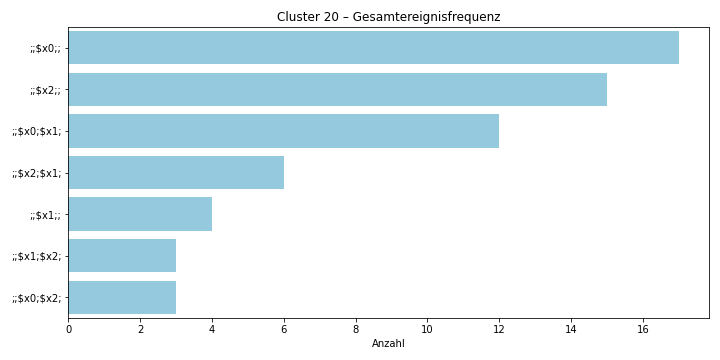 Cluster 20 – Gesamtereignisfrequenz
;;$x0;;
;;$x2;;
;;$x0;$x1;
;;$x2;$x1;
;;$x1;;
;;$x1;$x2;
;;$x0;$x2;
0 2 4 6 8 10 12 14 16
Anzahl